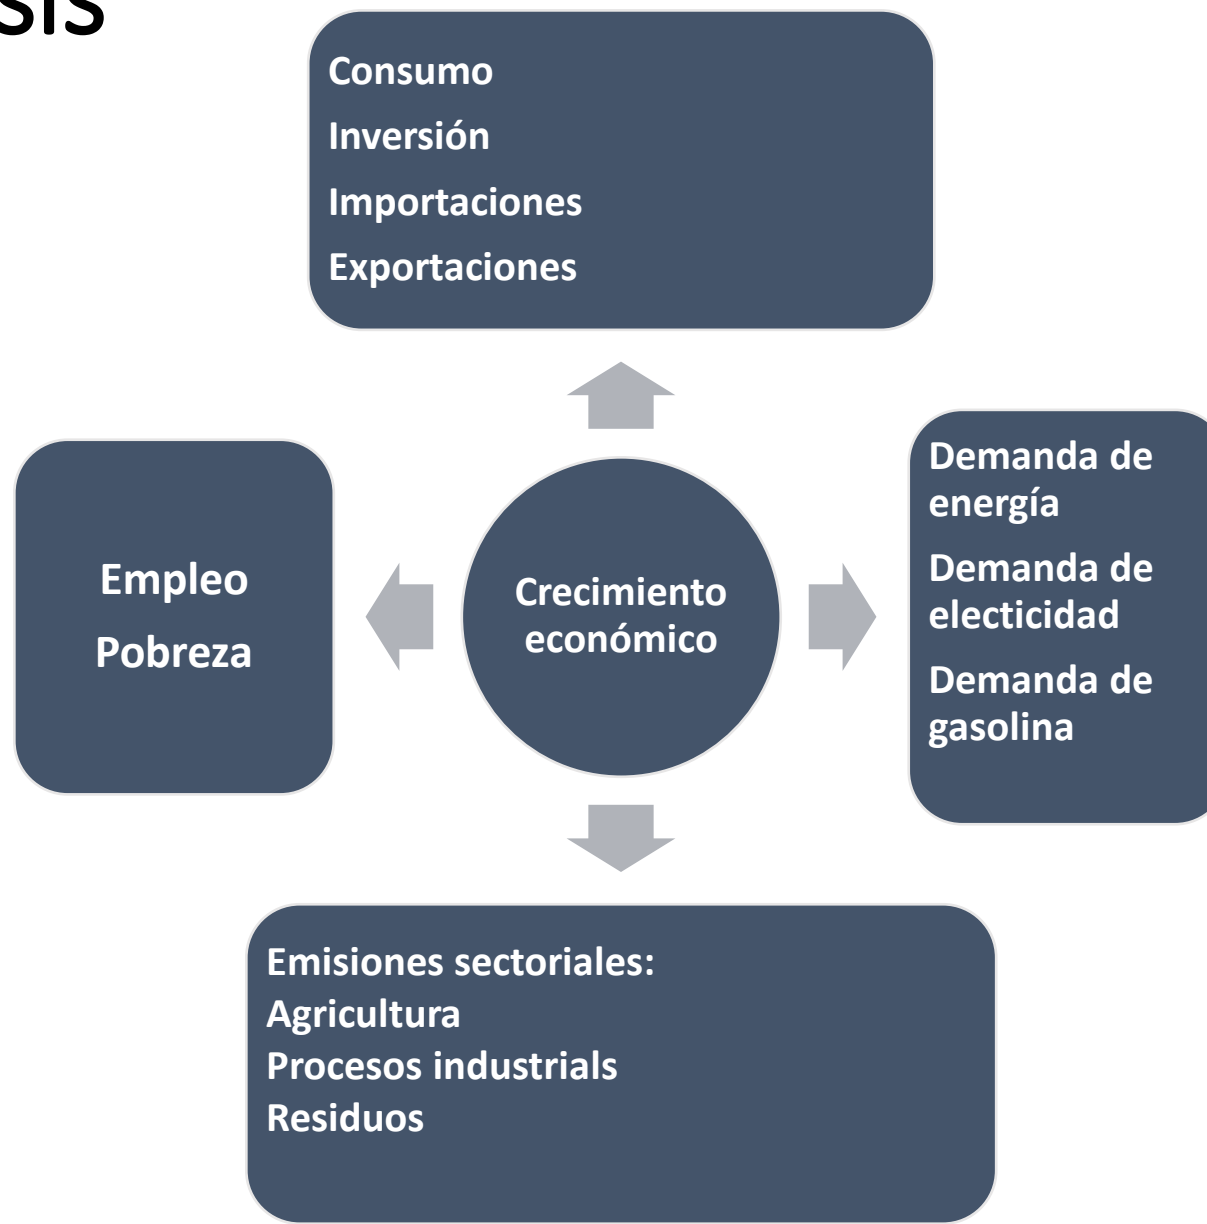 sis
Consumo
Inversión
Importaciones
Exportaciones
Empleo
Pobreza
Crecimiento
económico
Demanda de
energía
Demanda de
electicidad
Demanda de
gasolina
Emisiones sectoriales:
Agricultura
Procesos industrials
Residuos